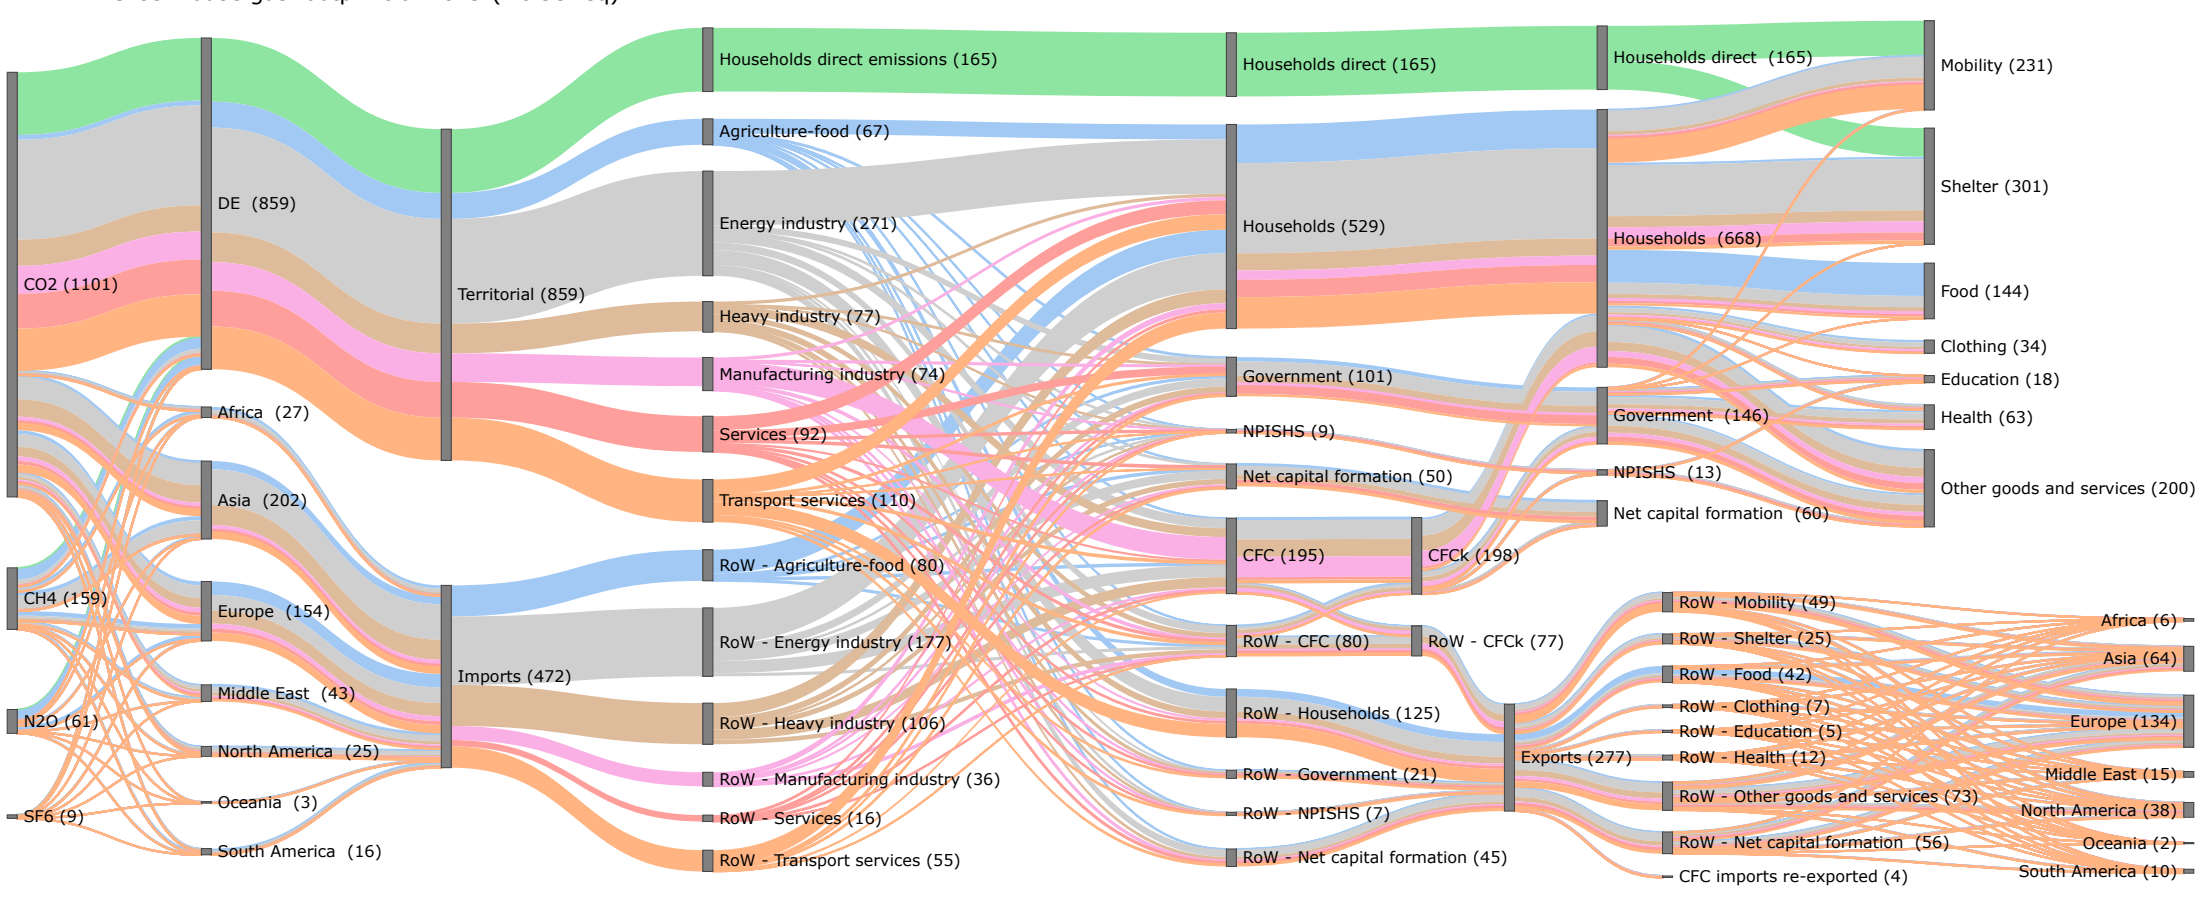 CO2 (1101)
CH4 (159)
N2O (61)
SF6 (9)
DE (859)
Africa (27)
Asia (202)
Europe (154)
Middle East (43)
North America (25)
Oceania (3)
South America (16)
Territorial (859)
Imports (472)
Households direct emissions (165)
Agriculture-food (67)
Energy industry (271)
Heavy industry (77)
Manufacturing industry (74)
Services (92)
Transport services (110)
RoW - Agriculture-food (80)
RoW - Energy industry (177)
RoW - Heavy industry (106)
RoW - Manufacturing industry (36)
RoW - Services (16)
RoW - Transport services (55)
Households direct (165)
Households (529)
Government (101)
NPISHS (9)
Net capital formation (50)
CFC (195)
RoW - CFC (80)
RoW - Households (125)
RoW - Government (21)
RoW - NPISHS (7)
RoW - Net capital formation (45)
CFCk (198)
RoW - CFCk (77)
Exports (277)
Households direct (165)
Households (668)
Government (146)
NPISHS (13)
Net capital formation (60)
RoW - Mobility (49)
RoW - Shelter (25)
RoW - Food (42)
RoW - Clothing (7)
RoW - Education (5)
RoW - Health (12)
RoW - Other goods and services (73)
RoW - Net capital formation (56)
CFC imports re-exported (4)
Mobility (231)
Shelter (301)
Food (144)
Clothing (34)
Education (18)
Health (63)
Other goods and services (200)
Africa (6)
Asia (64)
Europe (134)
Middle East (15)
North America (38)
Oceania (2)
South America (10)